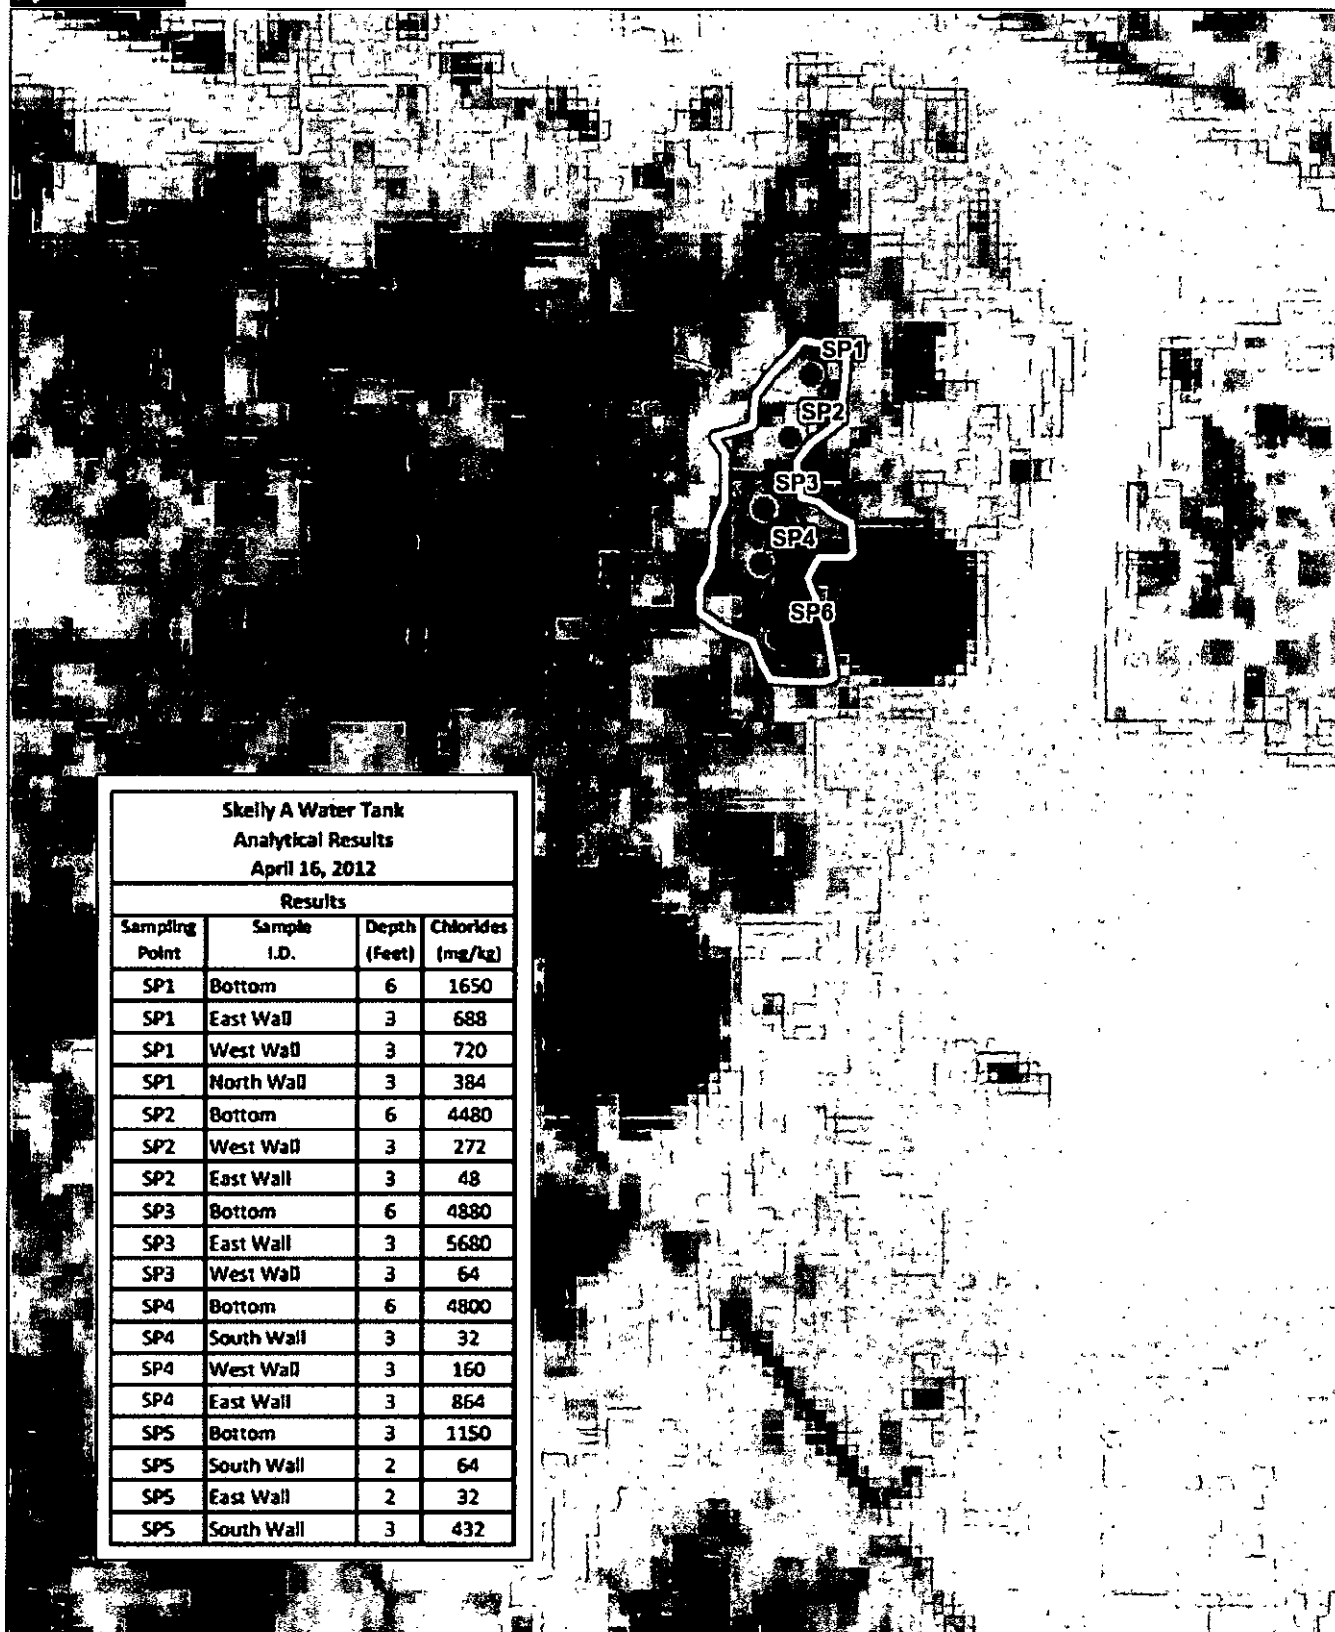 SP1
SP2
SP3
SP4
SP6
Skelly A Water Tank
Analytical Results
April 16, 2012
Results
Sampling Point Sample I.D. Depth (Feet) Chlorides (mg/kg)
SP1 Bottom 6 1650
SP1 East Wall 3 688
SP1 West Wall 3 720
SP1 North Wall 3 384
SP2 Bottom 6 4480
SP2 West Wall 3 272
SP2 East Wall 3 48
SP3 Bottom 6 4880
SP3 East Wall 3 5680
SP3 West Wall 3 64
SP4 Bottom 6 4800
SP4 South Wall 3 32
SP4 West Wall 3 160
SP4 East Wall 3 864
SP5 Bottom 3 1150
SP5 South Wall 2 64
SP5 East Wall 2 32
SP5 South Wall 3 432